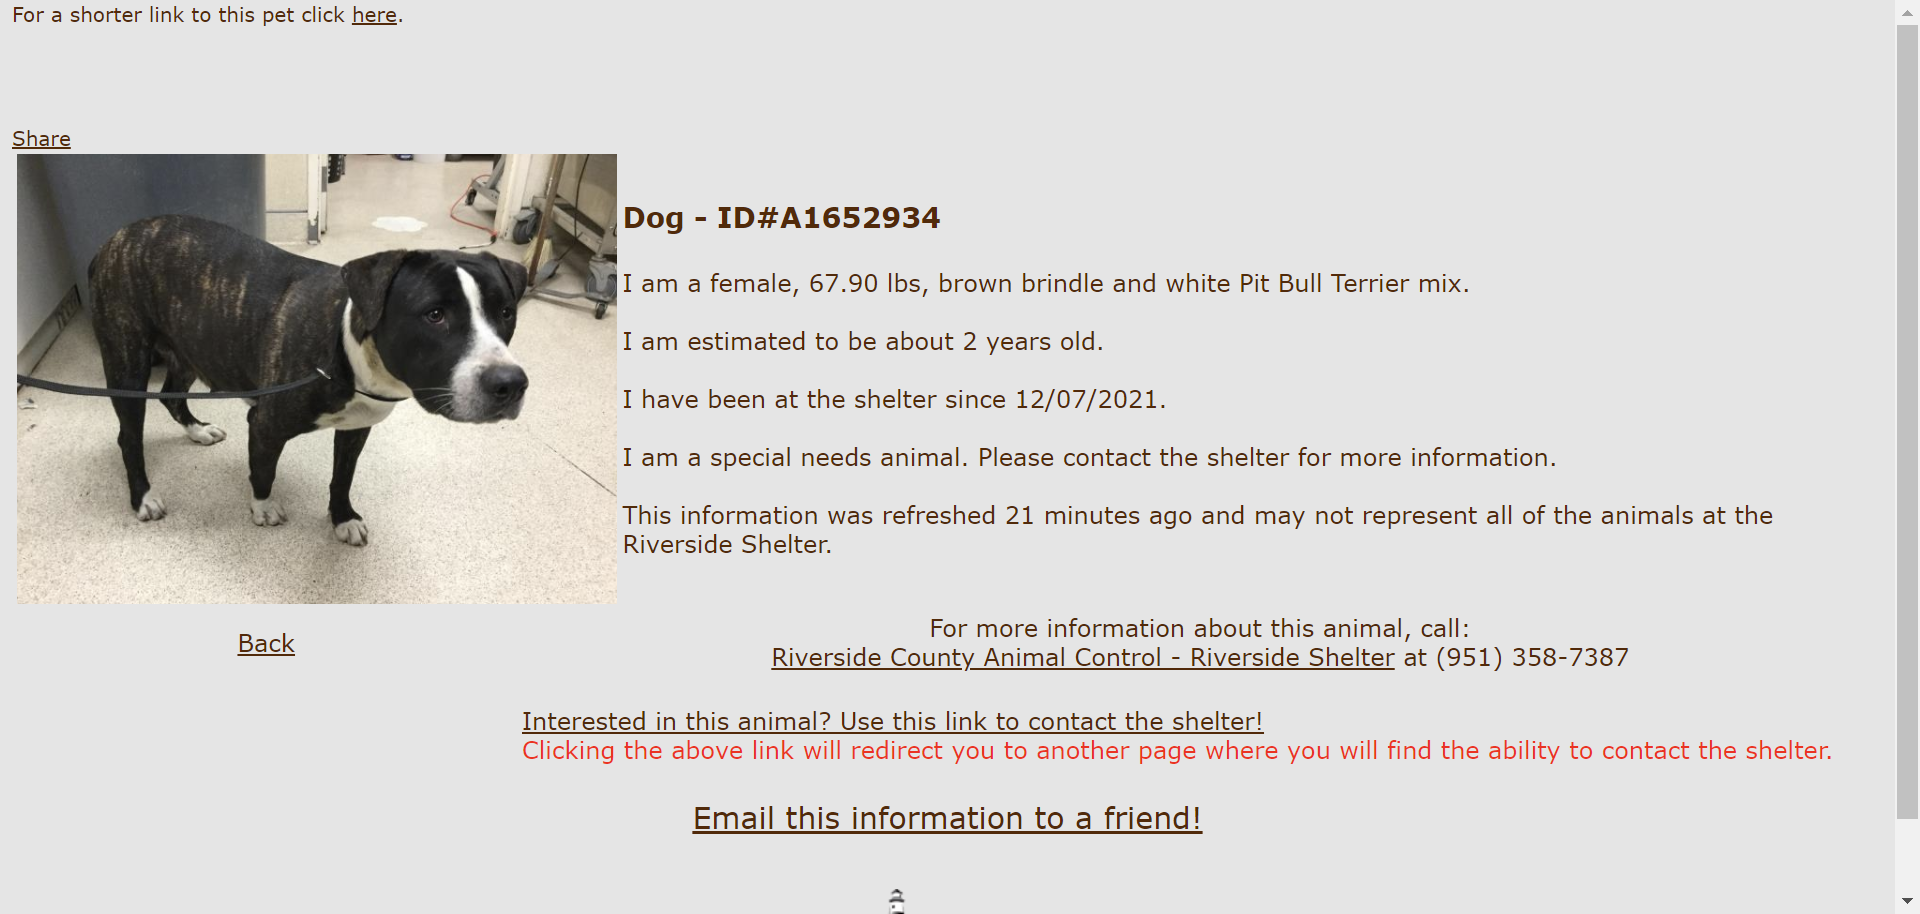 For a shorter link to this pet click here.
Share
Dog - ID#A1652934
I am a female, 67.90 lbs, brown brindle and white Pit Bull Terrier mix.
I am estimated to be about 2 years old.
I have been at the shelter since 12/07/2021.
I am a special needs animal. Please contact the shelter for more information.
This information was refreshed 21 minutes ago and may not represent all of the animals at the
Riverside Shelter.
Back
For more information about this animal, call:
Riverside County Animal Control - Riverside Shelter at (951) 358-7387
Interested in this animal? Use this link to contact the shelter!
Clicking the above link will redirect you to another page where you will find the ability to contact the shelter.
Email this information to a friend!